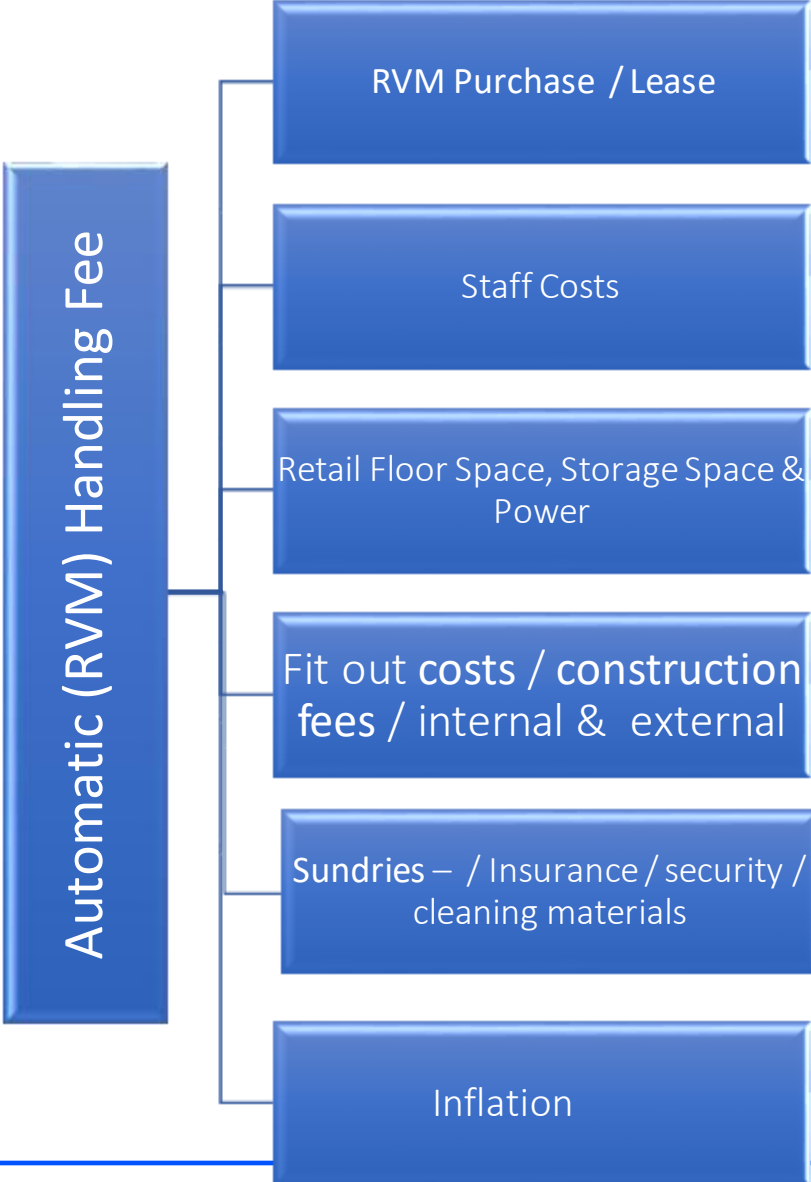 Automatic (RVM) Handling Fee
RVM Purchase / Lease
Staff Costs
Retail Floor Space, Storage Space &
Power
Fit out costs / construction
fees / internal & external
Sundries – / Insurance / security /
cleaning materials
Inflation